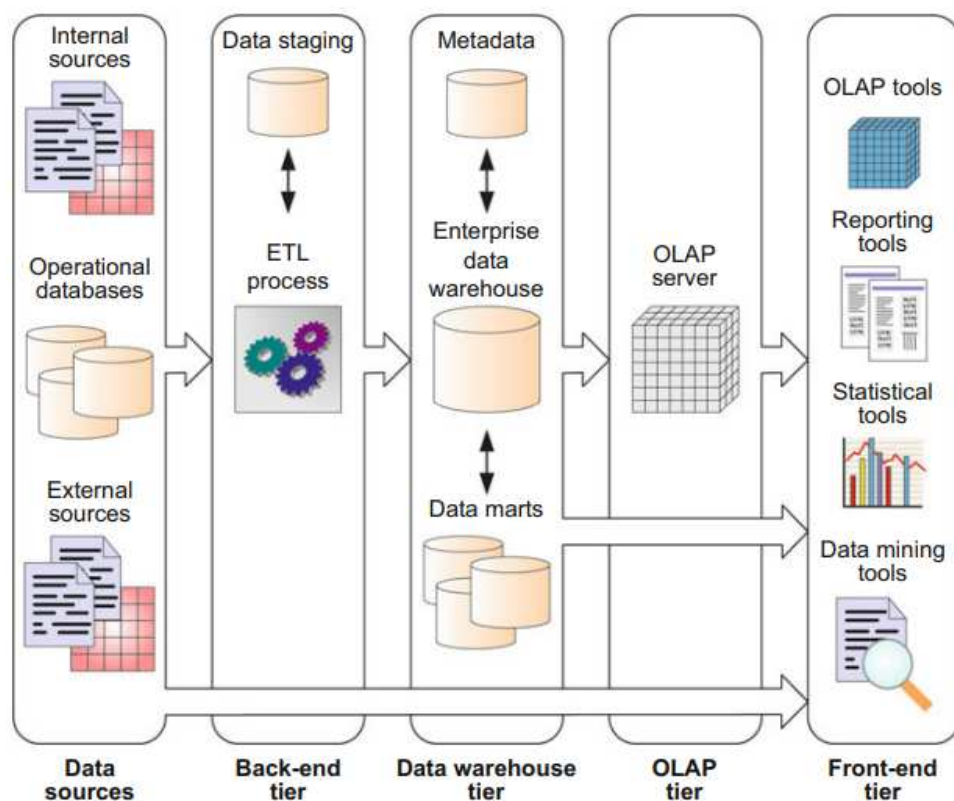 Internal
sources
Operational
databases
External
sources
Data
sources
Data staging
ETL
process
Back-end
tier
Metadata
Enterprise
data
warehouse
Data marts
Data warehouse
tier
OLAP
server
OLAP
tier
OLAP tools
Reporting
tools
Statistical
tools
Data mining
tools
Front-end
tier